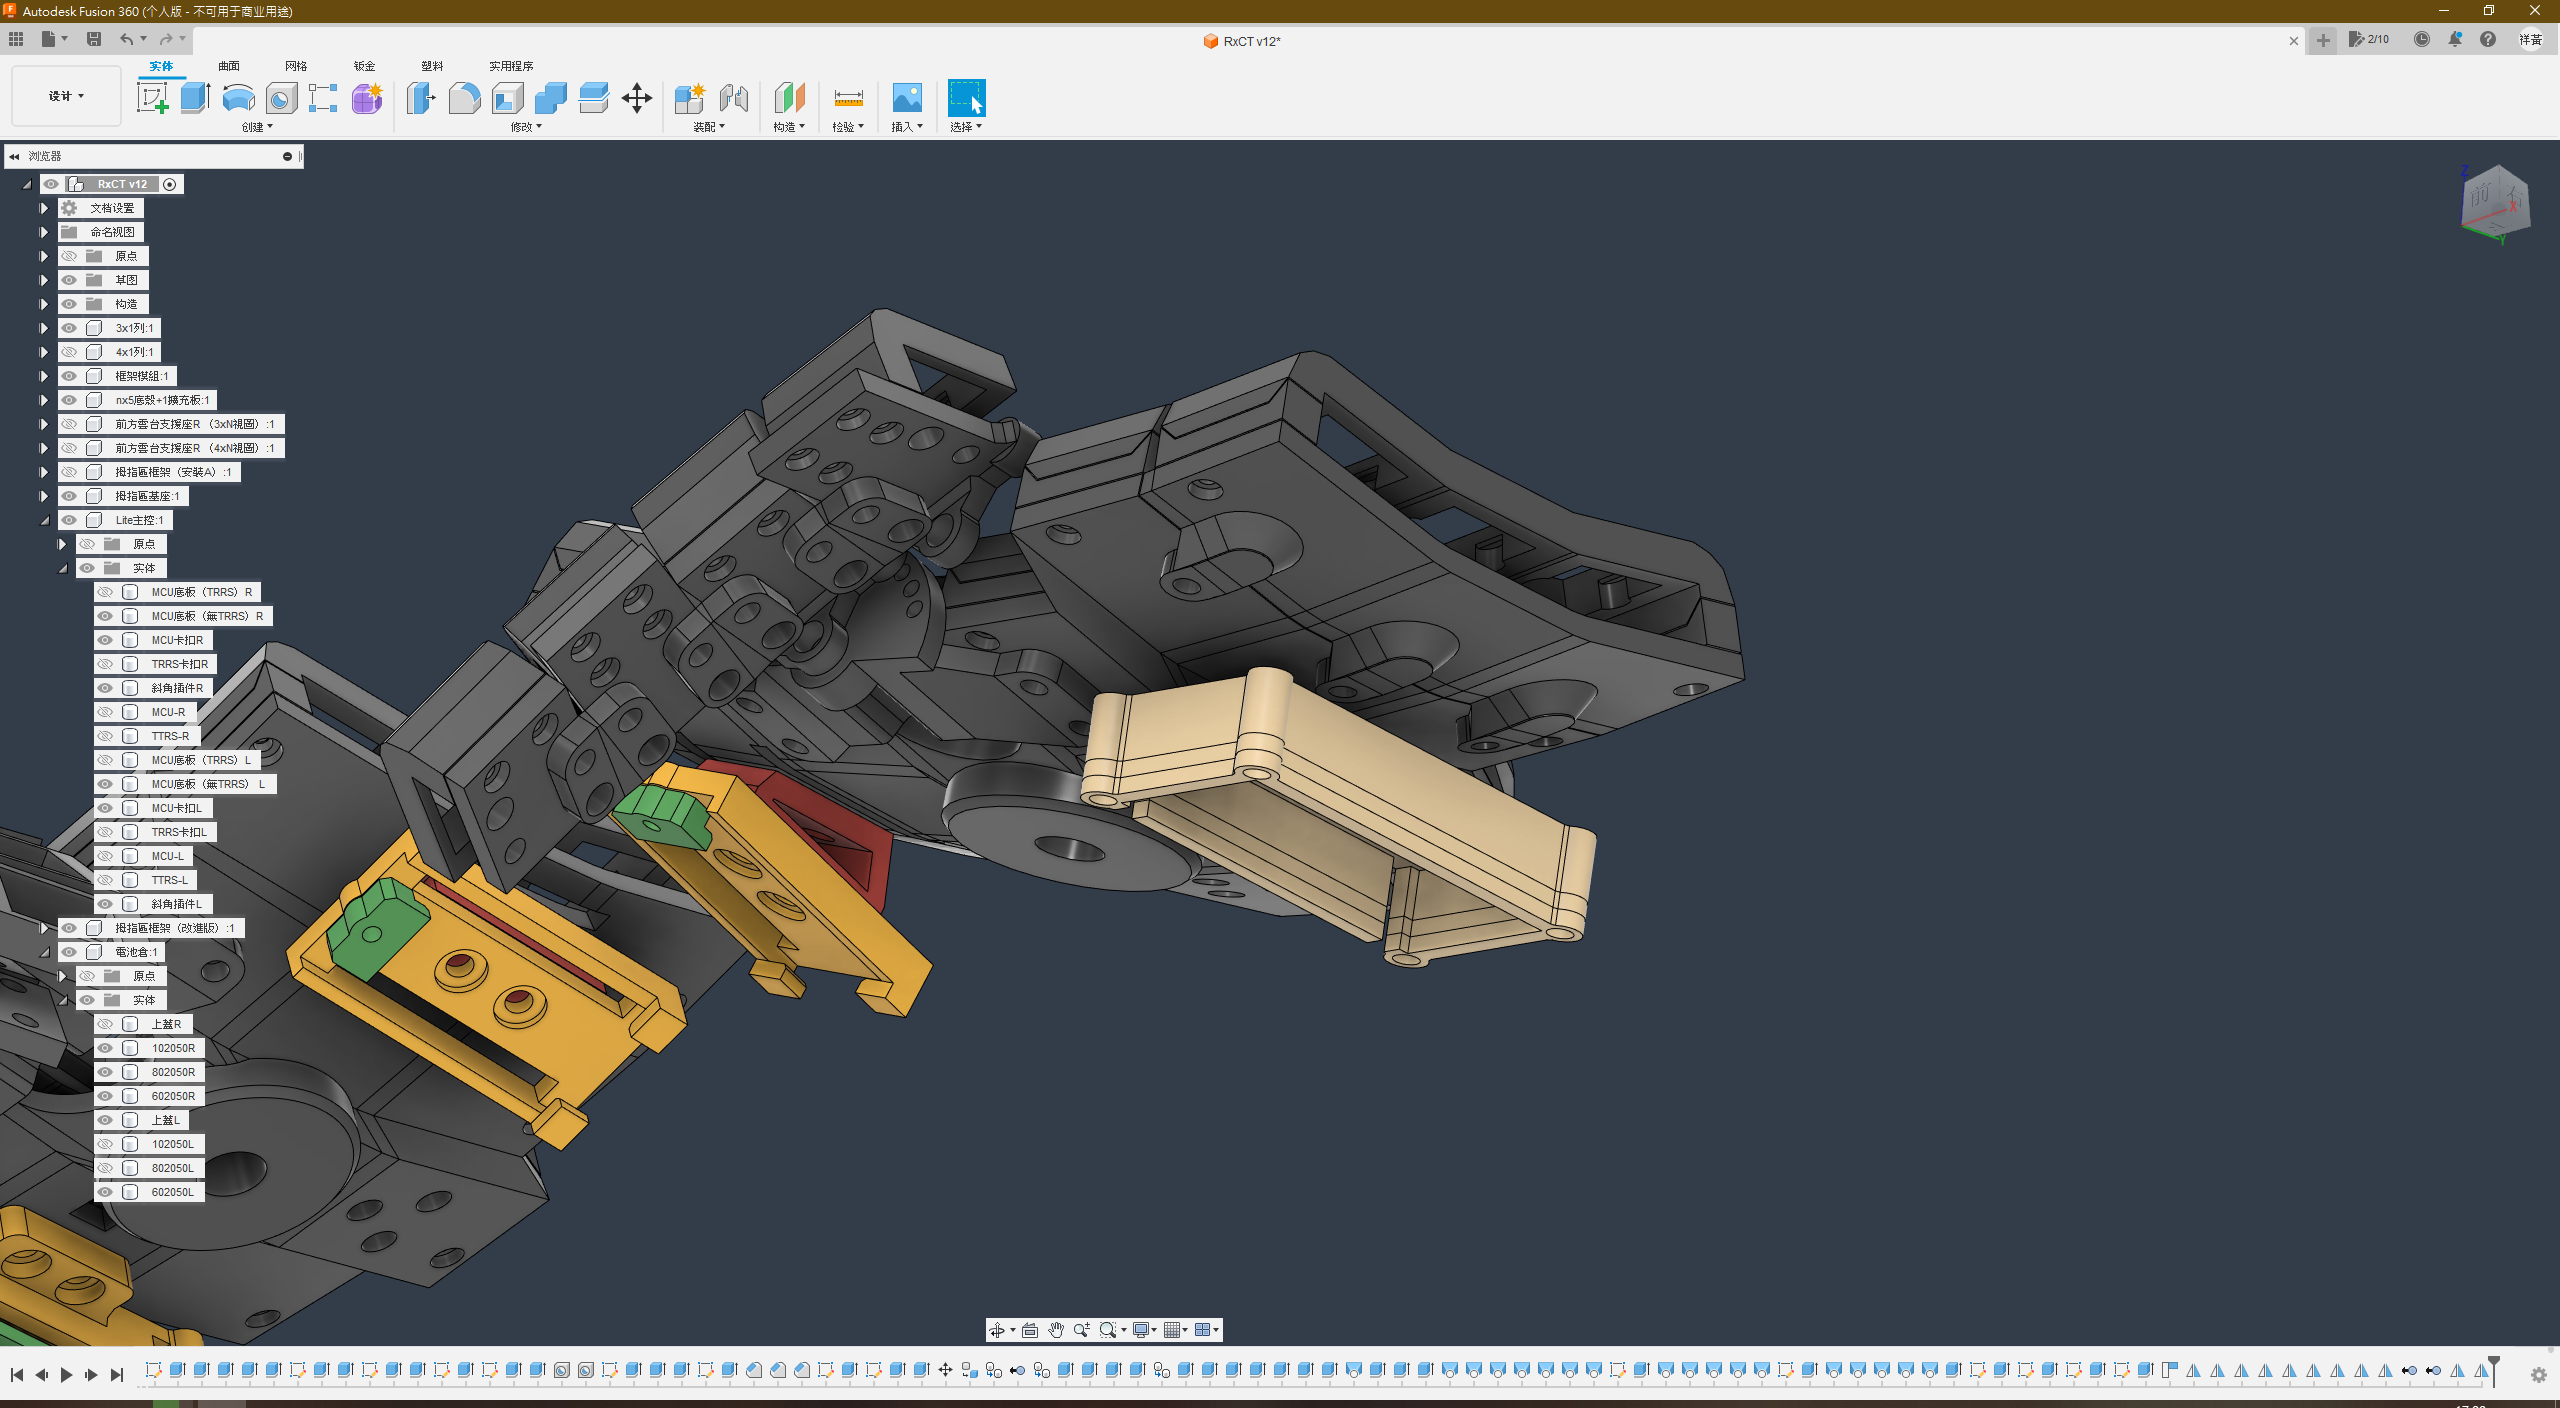 Autodesk Fusion 360 (个人版 - 不可用于商业用途)
RxCT v12*
2/10
祥黃
实体
曲面
网格
钣金
塑料
实用程序
设计
创建
修改
装配
构造
检验
插入
选择
浏览器
RxCT v12
文档设置
命名视图
原点
草图
构造
3x1列:1
4x1列:1
框架模組:1
nx5底殼+1擴充板:1
前方雲台支援座R （3xN視圖）:1
前方雲台支援座R （4xN視圖）:1
拇指區框架（安裝A）:1
拇指區基座:1
Lite主控:1
原点
实体
MCU底板（TRRS）R
MCU底板（無TRRS）R
MCU卡扣R
TRRS卡扣R
斜角插件R
MCU-R
TTRS-R
MCU底板（TRRS）L
MCU底板（無TRRS） L
MCU卡扣L
TRRS卡扣L
MCU-L
TTRS-L
斜角插件L
拇指區框架（改進版）:1
電池倉:1
原点
实体
上蓋R
102050R
802050R
602050R
上蓋L
102050L
802050L
602050L
Z
前
右
X
Y